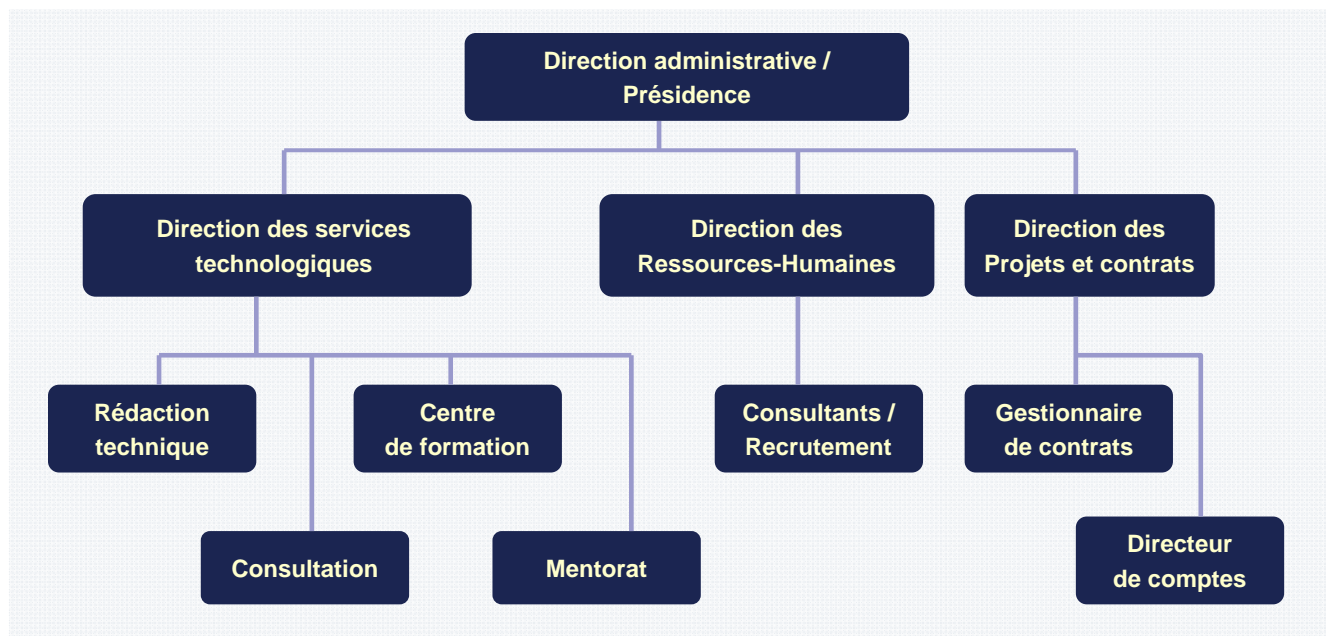 Direction administrative /
Présidence
Direction des services
technologiques
Direction des
Ressources-Humaines
Direction des
Projets et contrats
Rédaction
technique
Centre
de formation
Consultants /
Recrutement
Gestionnaire
de contrats
Consultation
Mentorat
Directeur
de comptes